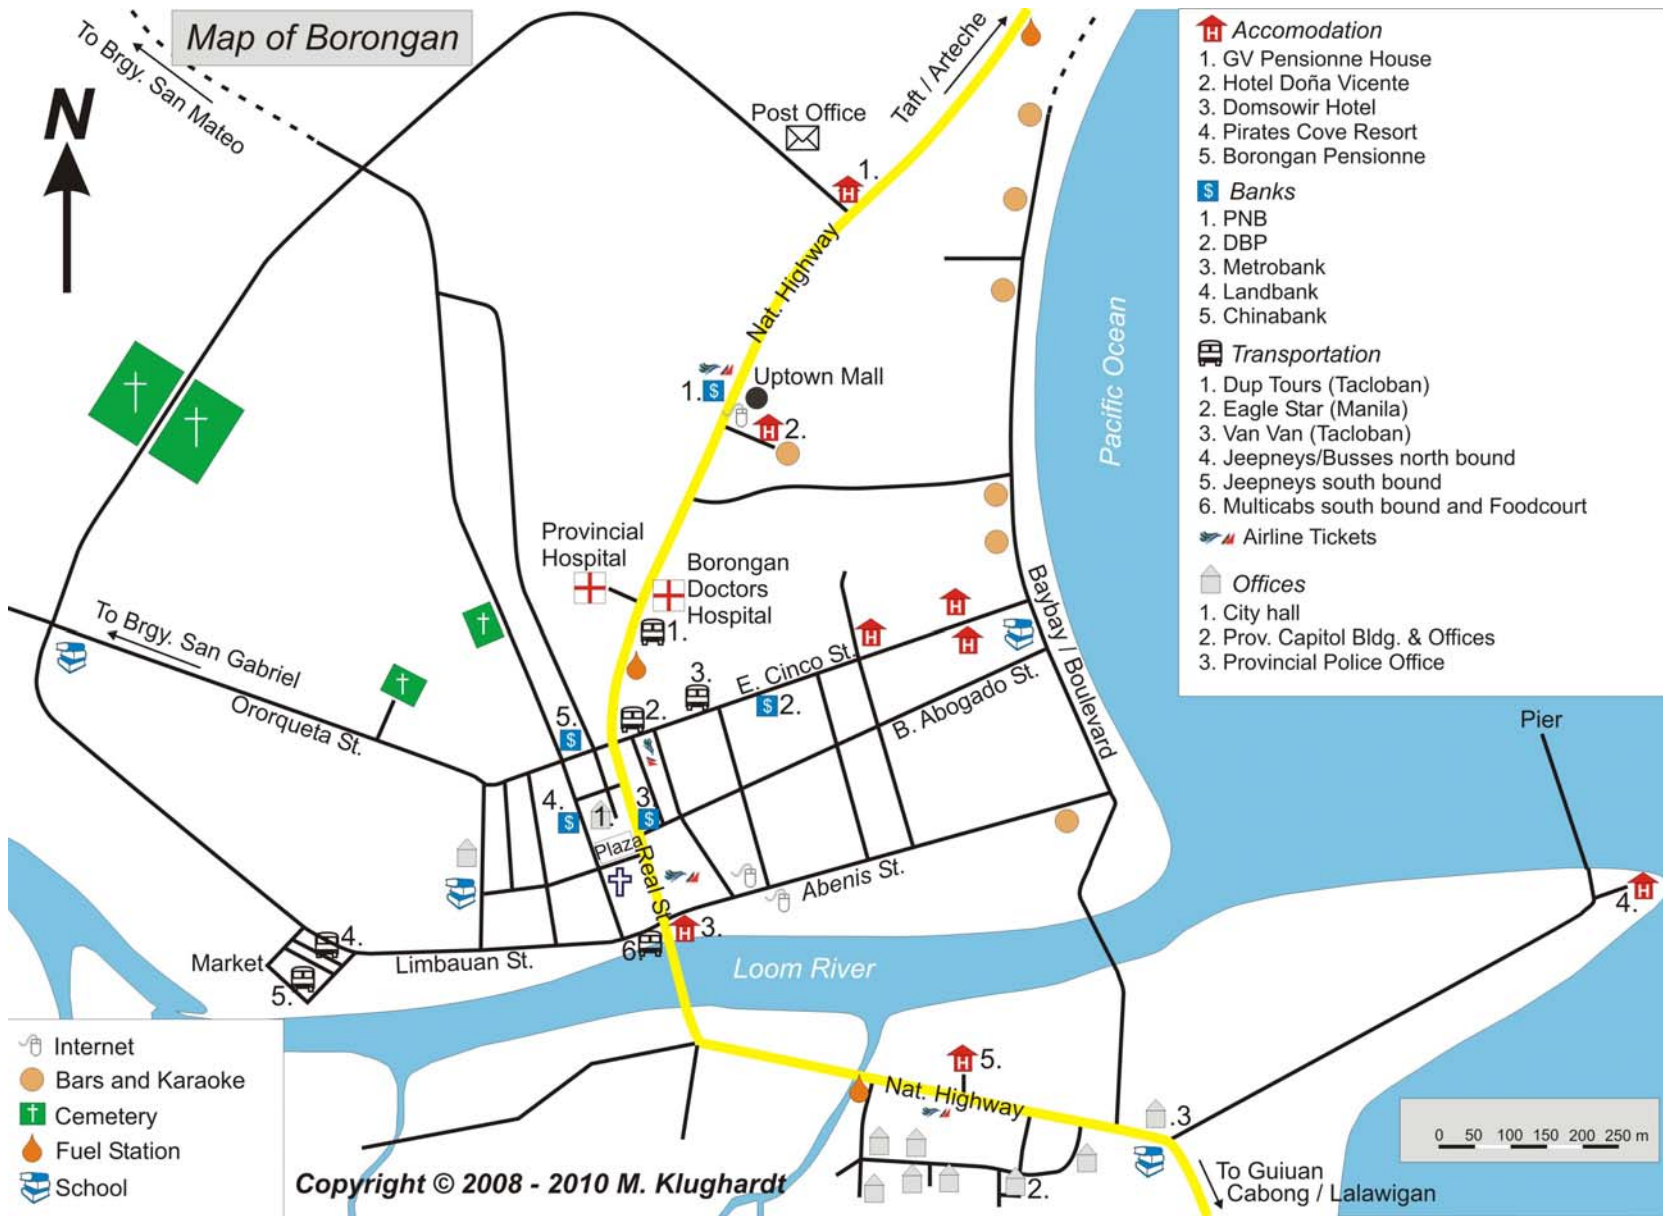 Map of Borongan
To Brgy. San Mateo
N
Taft / Arteche
Post Office
1.
Nat. Highway
Uptown Mall
1.
$
H 2.
Pacific Ocean
Provincial
Hospital
Borongan
Doctors
Hospital
1.
Baybay / Boulevard
To Brgy. San Gabriel
Ororqueta St.
E. Cinco St.
B. Abogado St.
3.
2.
$ 2.
5.
$
4.
$
1.
3.
$
Plaza
Real St.
Abenis St.
H 3.
6.
Market
4.
5.
Limbauan St.
Loom River
Pier
H
4.
H 5.
Nat. Highway
.3
2.
To Guiuan
Cabong / Lalawigan
H Accomodation
1. GV Pensionne House
2. Hotel Doña Vicente
3. Domsowir Hotel
4. Pirates Cove Resort
5. Borongan Pensionne
$ Banks
1. PNB
2. DBP
3. Metrobank
4. Landbank
5. Chinabank
Transportation
1. Dup Tours (Tacloban)
2. Eagle Star (Manila)
3. Van Van (Tacloban)
4. Jeepneys/Busses north bound
5. Jeepneys south bound
6. Multicabs south bound and Foodcourt
Airline Tickets
Offices
1. City hall
2. Prov. Capitol Bldg. & Offices
3. Provincial Police Office
Internet
Bars and Karaoke
Cemetery
Fuel Station
School
Copyright © 2008 - 2010 M. Klughardt
0 50 100 150 200 250 m